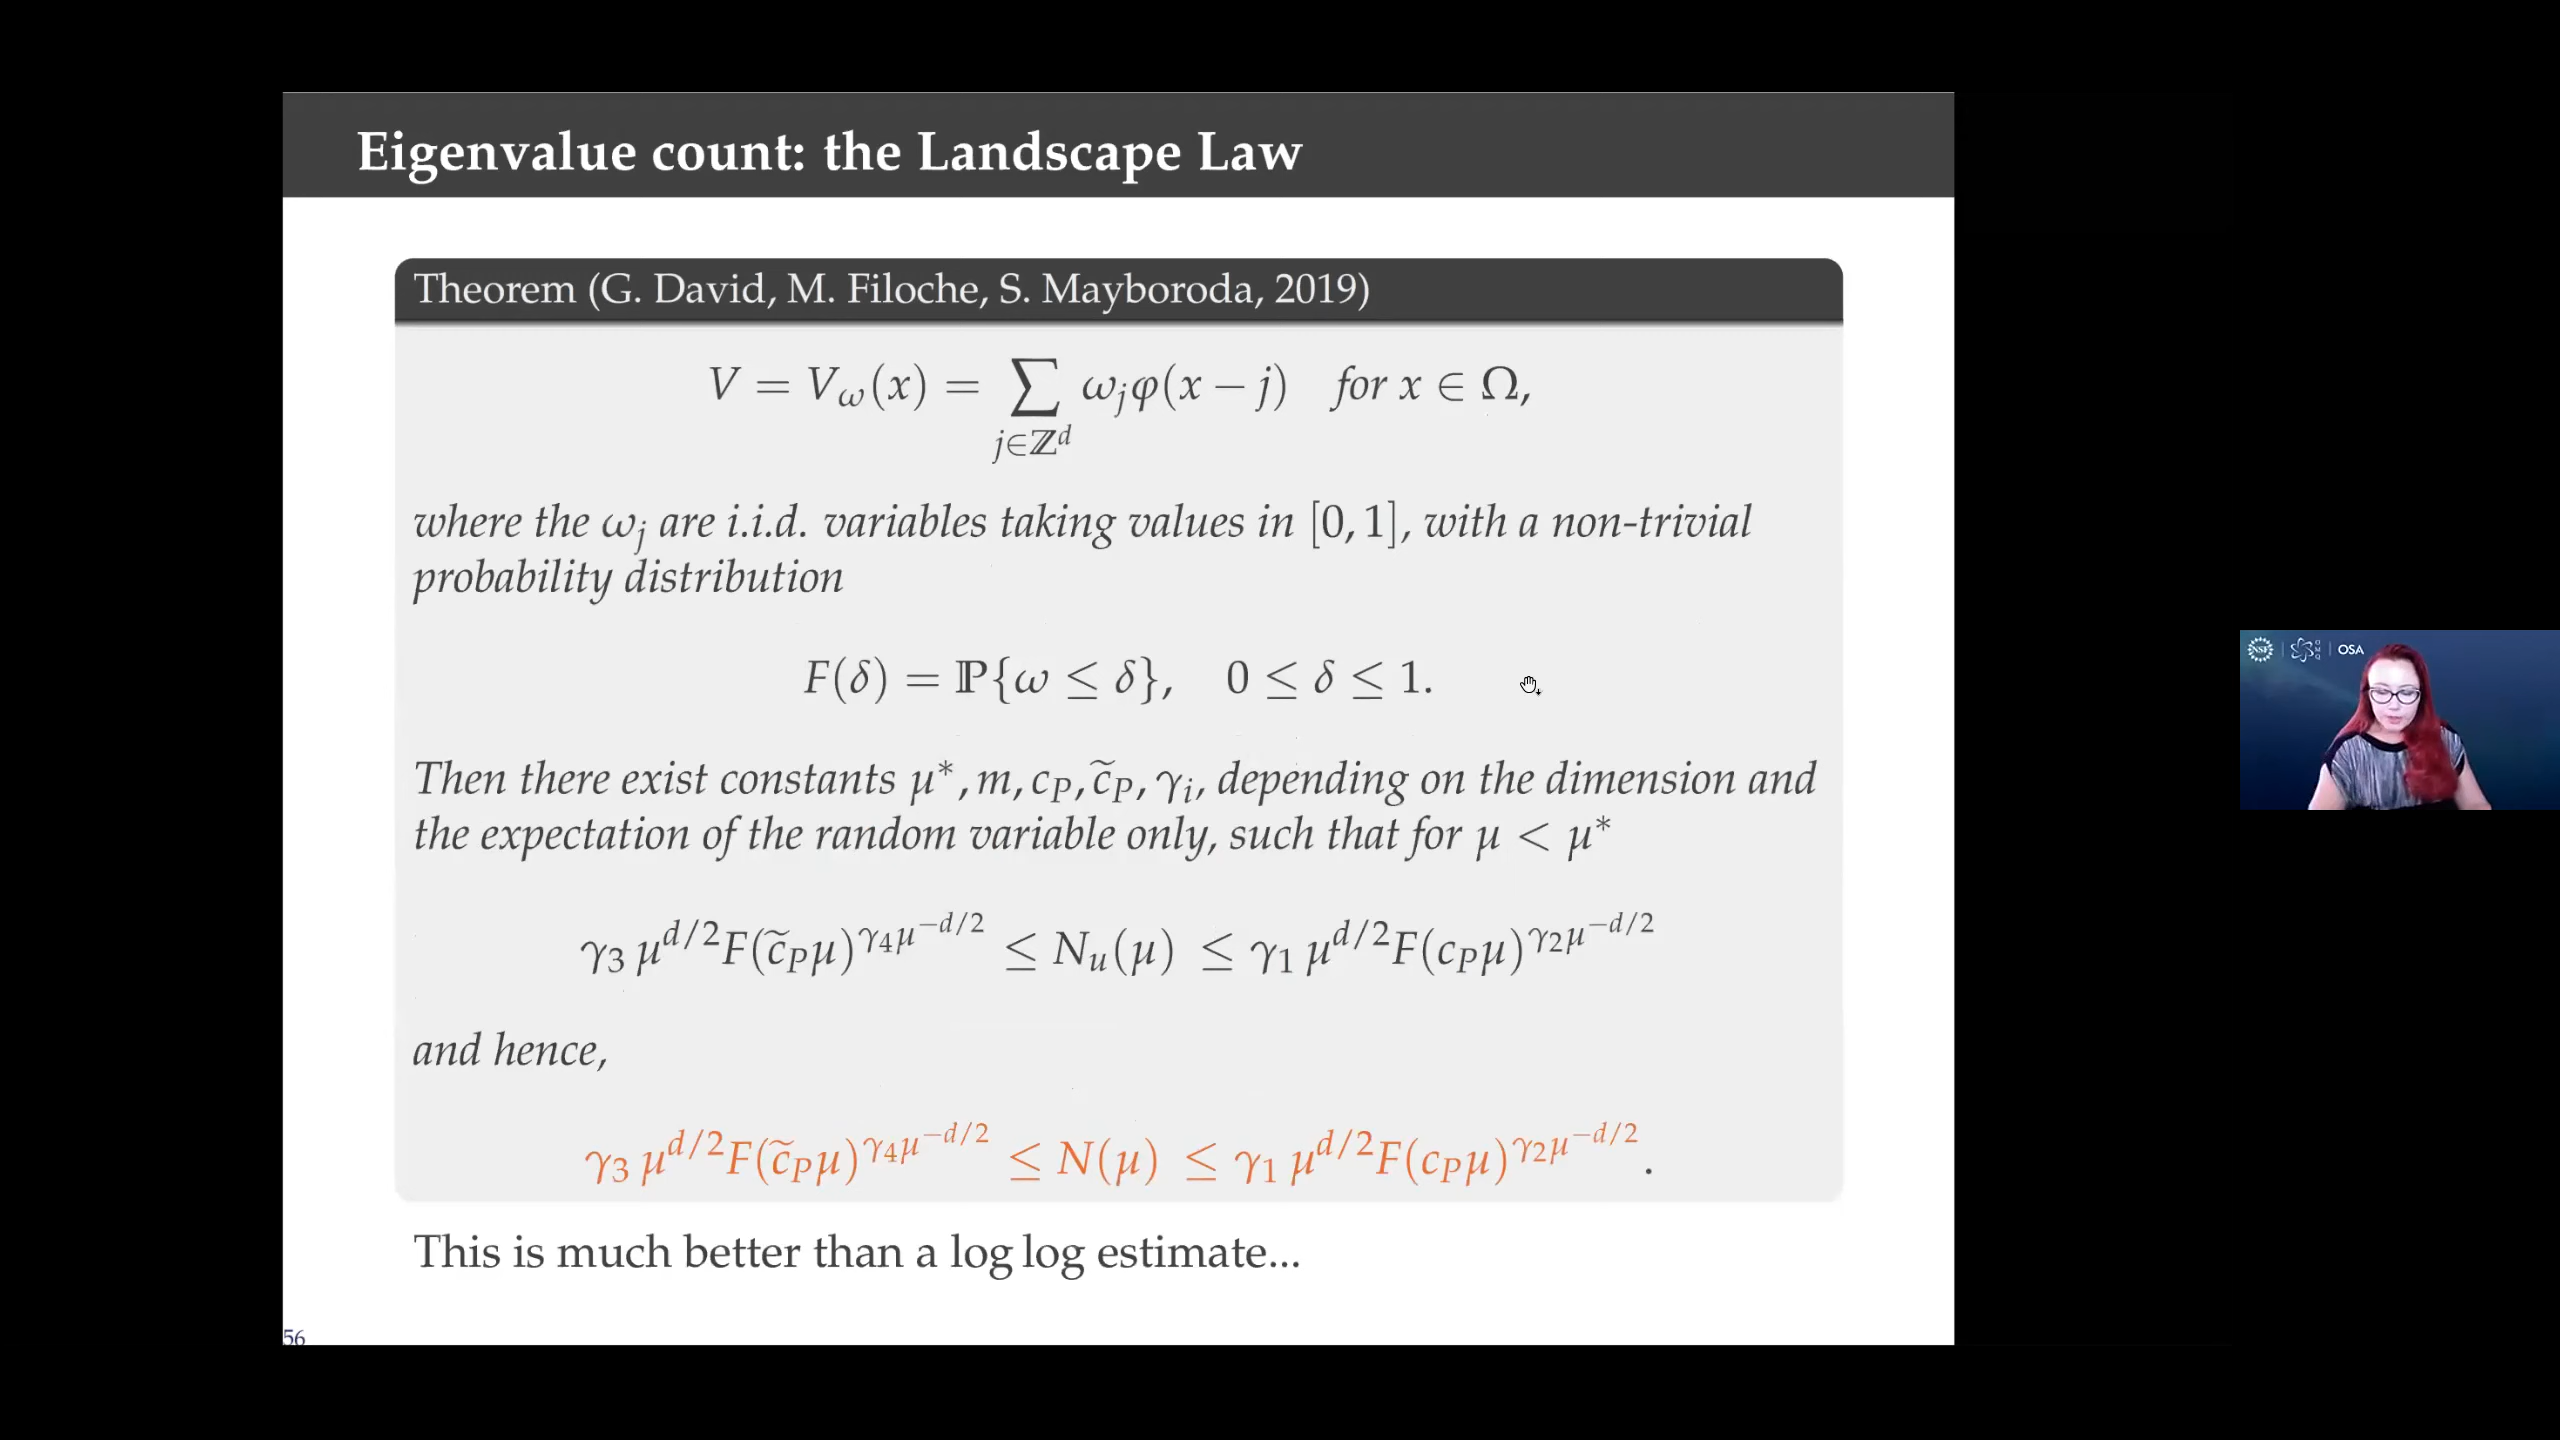 Eigenvalue count: the Landscape Law
Theorem (G. David, M. Filoche, S. Mayboroda, 2019)
V = V_ω(x) = ∑_{j∈ℤ^d} ω_j φ(x − j) for x ∈ Ω,
where the ω_j are i.i.d. variables taking values in [0, 1], with a non-trivial
probability distribution
F(δ) = ℙ{ω ≤ δ}, 0 ≤ δ ≤ 1.
Then there exist constants μ*, m, c_P, c̃_P, γ_i, depending on the dimension and
the expectation of the random variable only, such that for μ < μ*
γ_3 μ^{d/2} F(c̃_P μ)^{γ_4 μ^{−d/2}} ≤ N_u(μ) ≤ γ_1 μ^{d/2} F(c_P μ)^{γ_2 μ^{−d/2}}
and hence,
γ_3 μ^{d/2} F(c̃_P μ)^{γ_4 μ^{−d/2}} ≤ N(μ) ≤ γ_1 μ^{d/2} F(c_P μ)^{γ_2 μ^{−d/2}}.
This is much better than a log log estimate...
56
NSF
OSA